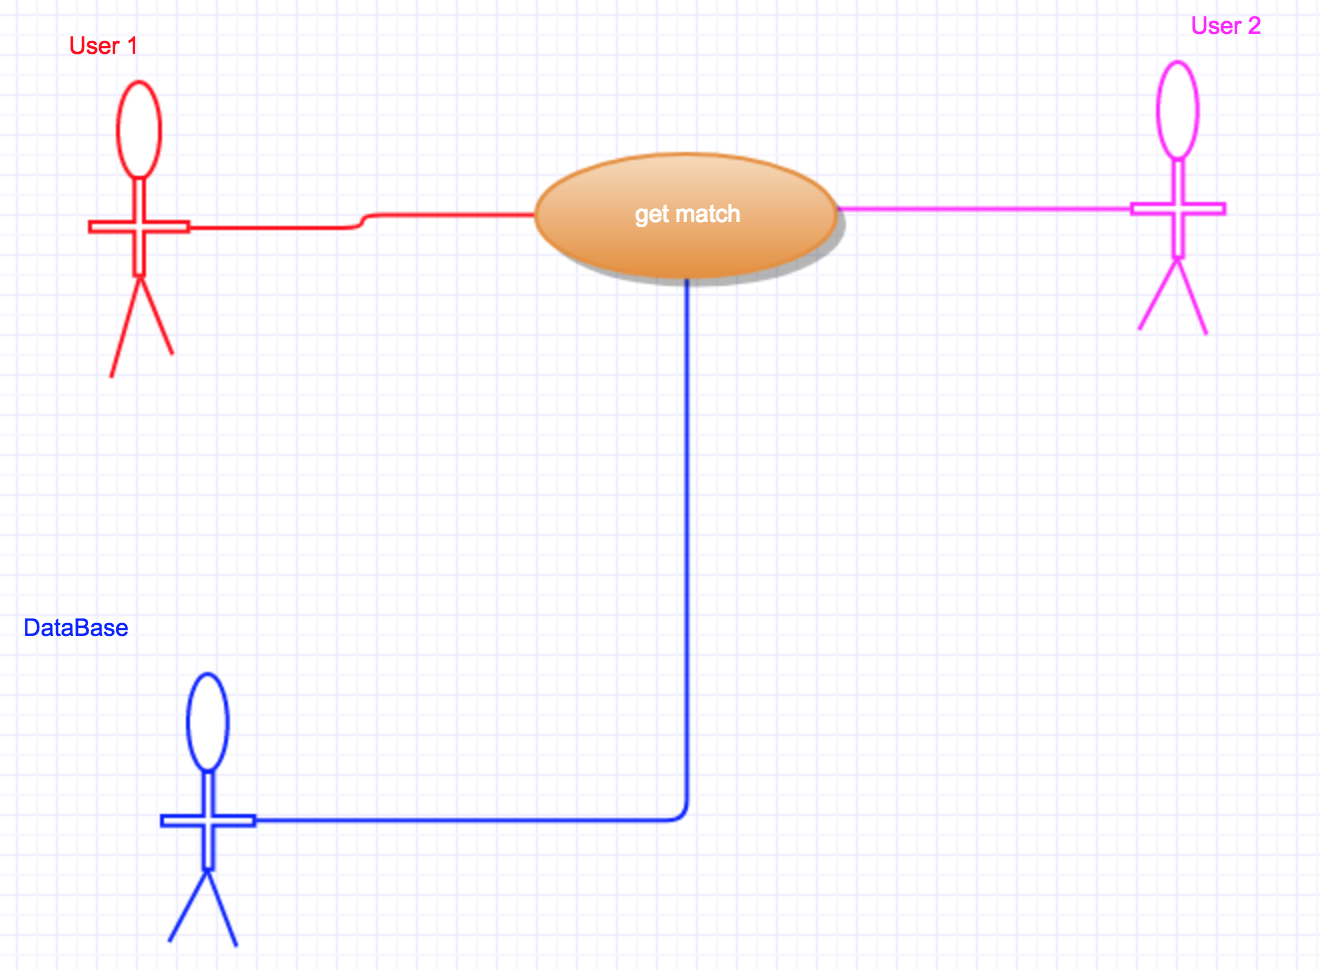 User 1
User 2
get match
DataBase